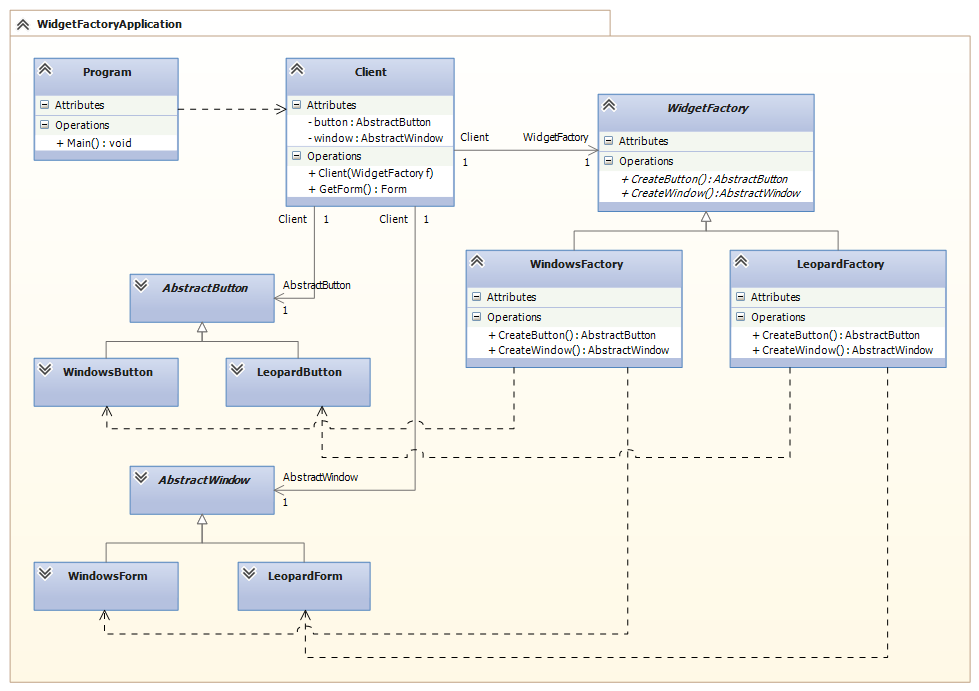 WidgetFactoryApplication
Program
Attributes
Operations
+ Main() : void
Client
Attributes
- button : AbstractButton
- window : AbstractWindow
Operations
+ Client(WidgetFactory f)
+ GetForm() : Form
Client
WidgetFactory
1
1
WidgetFactory
Attributes
Operations
+ CreateButton() : AbstractButton
+ CreateWindow() : AbstractWindow
Client
1
Client
1
WindowsFactory
Attributes
Operations
+ CreateButton() : AbstractButton
+ CreateWindow() : AbstractWindow
LeopardFactory
Attributes
Operations
+ CreateButton() : AbstractButton
+ CreateWindow() : AbstractWindow
AbstractButton
AbstractButton
1
WindowsButton
LeopardButton
AbstractWindow
AbstractWindow
1
WindowsForm
LeopardForm